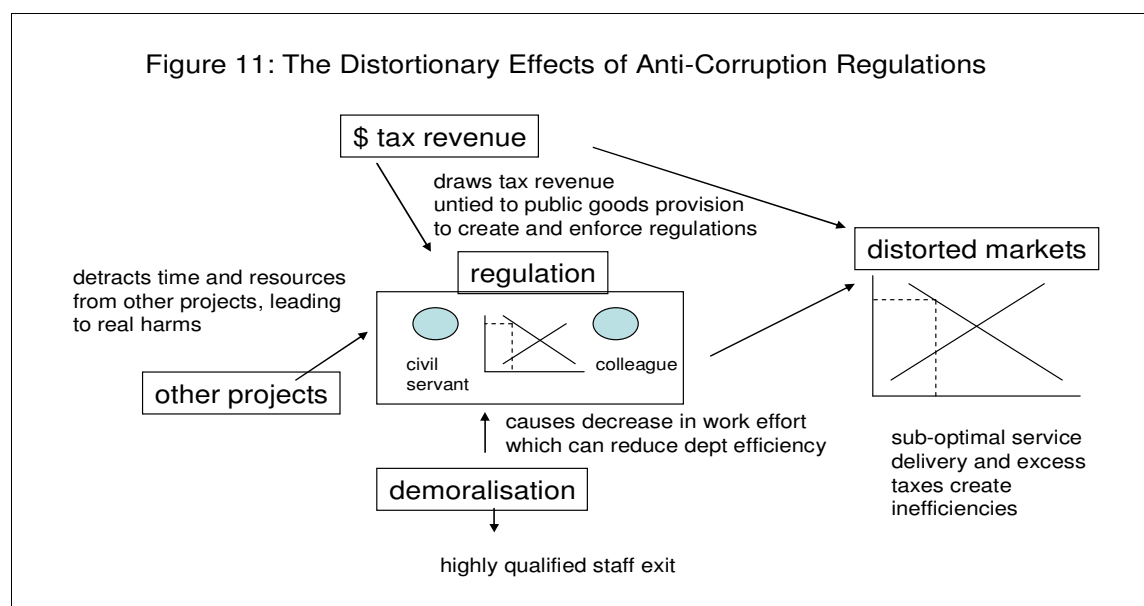 Figure 11: The Distortionary Effects of Anti-Corruption Regulations
$ tax revenue
draws tax revenue
untied to public goods provision
to create and enforce regulations
distorted markets
regulation
detracts time and resources
from other projects, leading
to real harms
civil
servant
colleague
other projects
causes decrease in work effort
which can reduce dept efficiency
demoralisation
sub-optimal service
delivery and excess
taxes create
inefficiencies
highly qualified staff exit